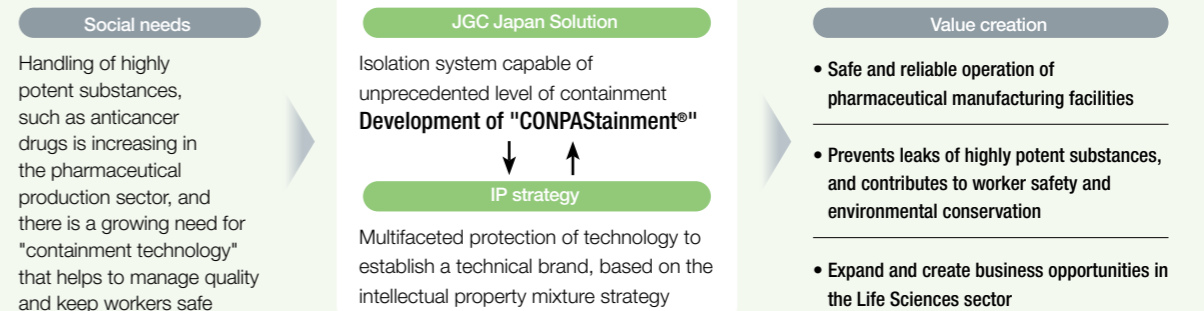 Social needs
Handling of highly
potent substances,
such as anticancer
drugs is increasing in
the pharmaceutical
production sector, and
there is a growing need for
"containment technology"
that helps to manage quality
and keep workers safe
JGC Japan Solution
Isolation system capable of
unprecedented level of containment
Development of "CONPAStainment®"
IP strategy
Multifaceted protection of technology to
establish a technical brand, based on the
intellectual property mixture strategy
Value creation
• Safe and reliable operation of
pharmaceutical manufacturing facilities
• Prevents leaks of highly potent substances,
and contributes to worker safety and
environmental conservation
• Expand and create business opportunities in
the Life Sciences sector